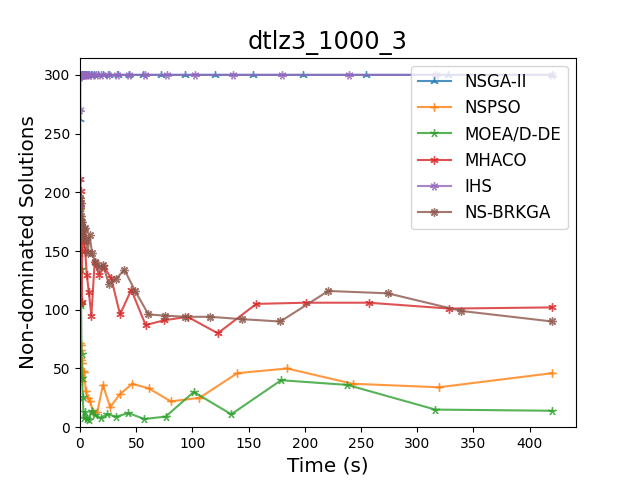 dtlz3_1000_3
Non-dominated Solutions
300
250
200
150
100
50
0
0 50 100 150 200 250 300 350 400
Time (s)
NSGA-II
NSPSO
MOEA/D-DE
MHACO
IHS
NS-BRKGA